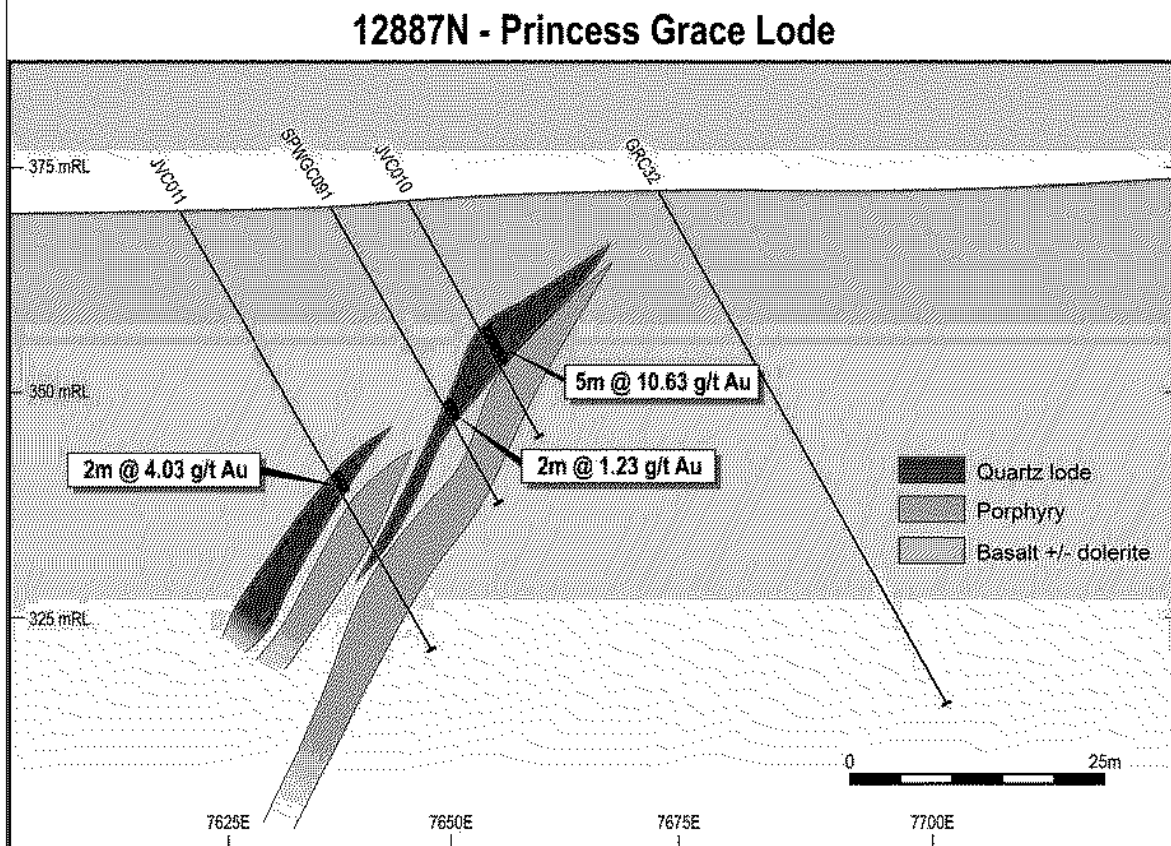 12887N - Princess Grace Lode
375 mRL
JVC011
SPWGC091
JVC010
GRC32
350 mRL
5m @ 10.63 g/t Au
2m @ 4.03 g/t Au
2m @ 1.23 g/t Au
Quartz lode
Porphyry
Basalt +/- dolerite
325 mRL
0 25m
7625E 7650E 7675E 7700E